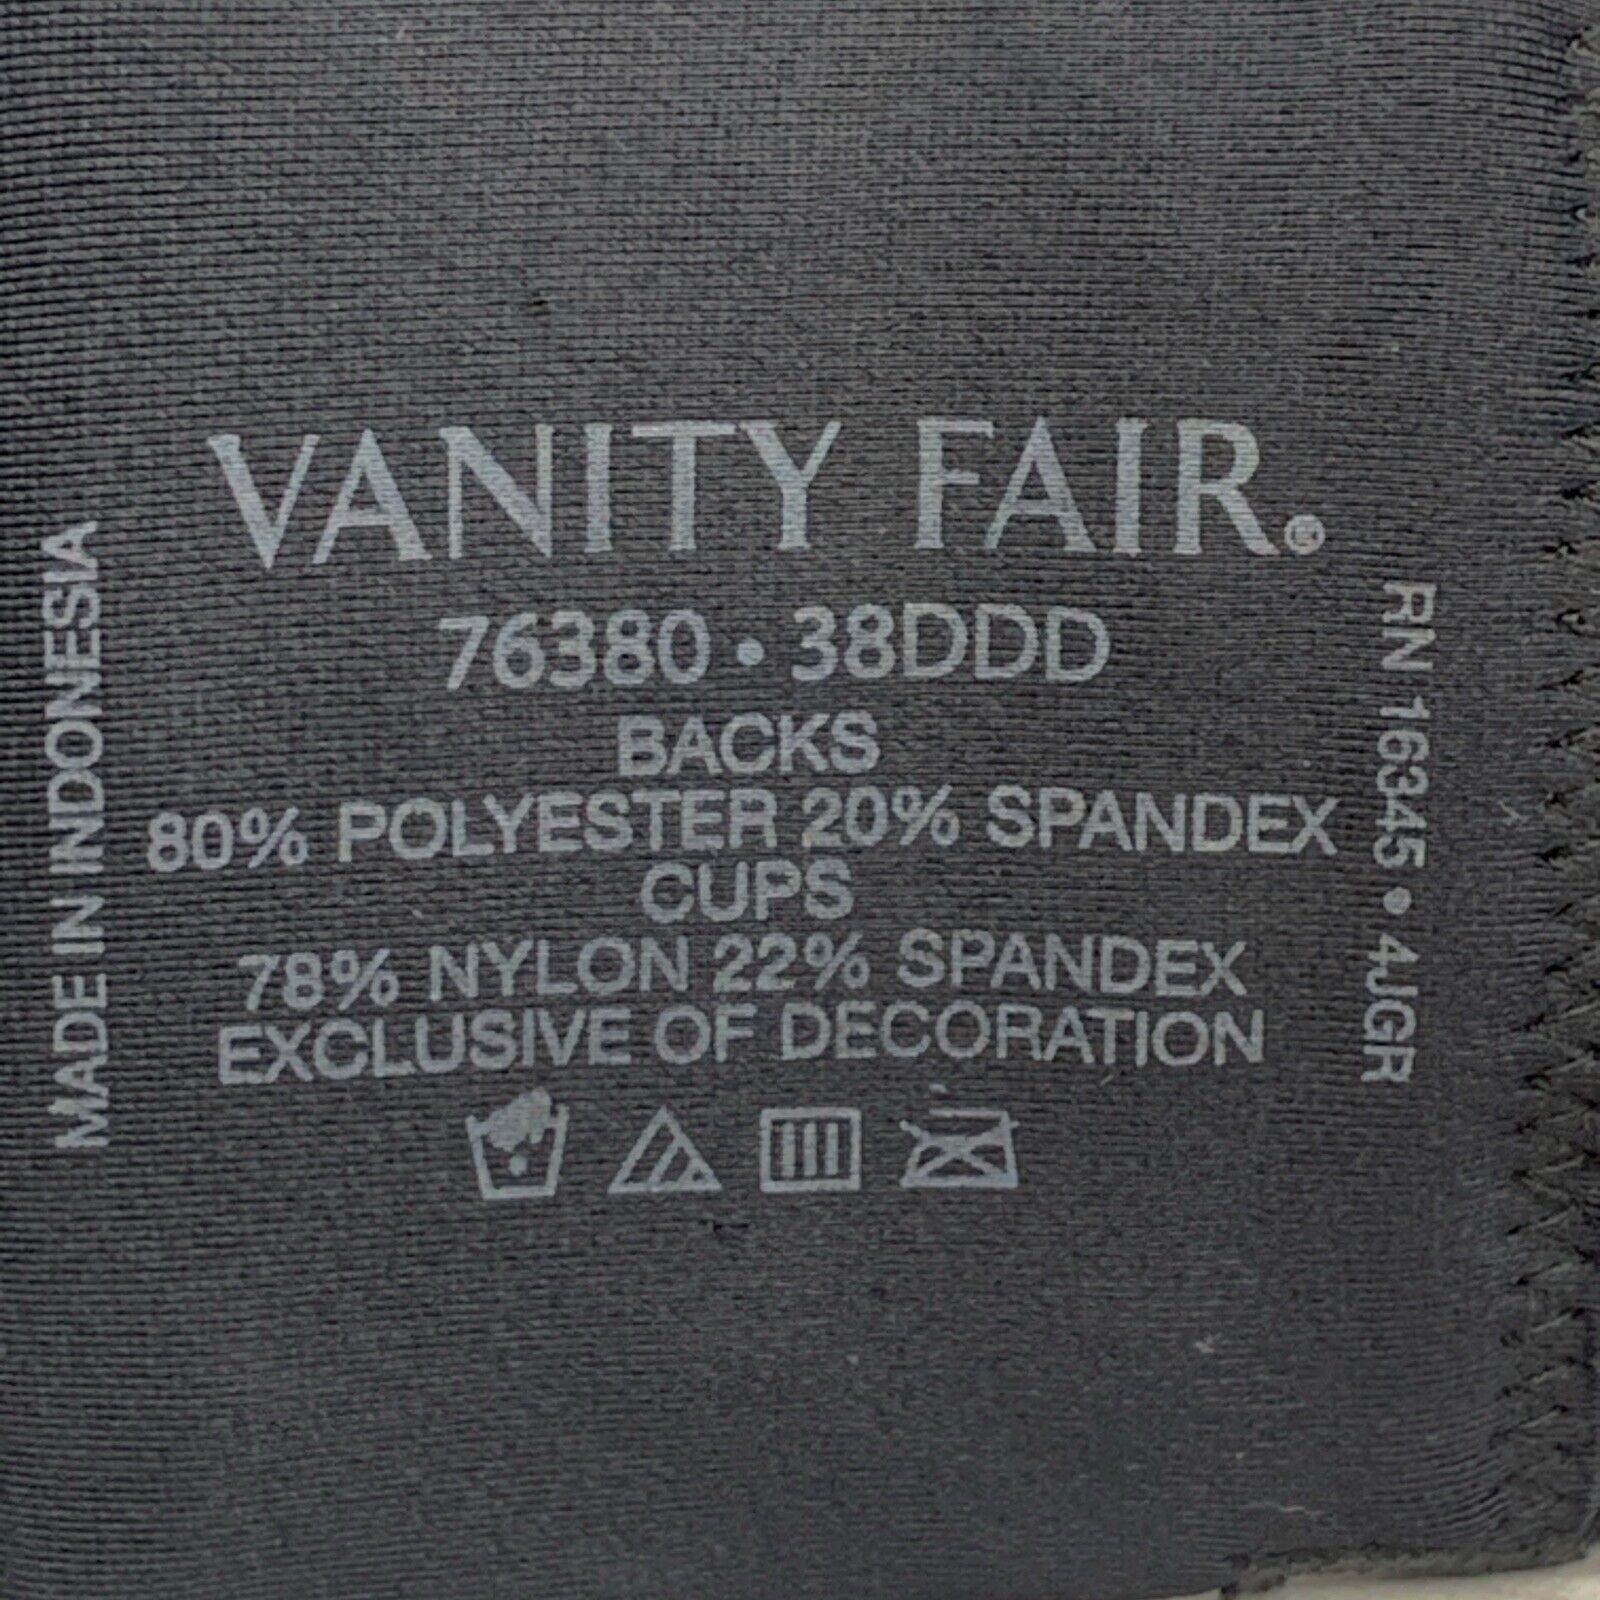 VANITY FAIR®
76380 • 38DDD
BACKS
80% POLYESTER 20% SPANDEX
CUPS
78% NYLON 22% SPANDEX
EXCLUSIVE OF DECORATION
MADE IN INDONESIA
RN 16345 • 4JGR